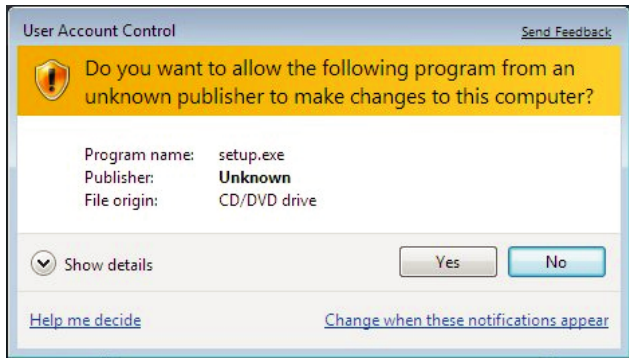 User Account Control Send Feedback
Do you want to allow the following program from an
unknown publisher to make changes to this computer?
Program name: setup.exe
Publisher: Unknown
File origin: CD/DVD drive
Show details Yes No
Help me decide Change when these notifications appear